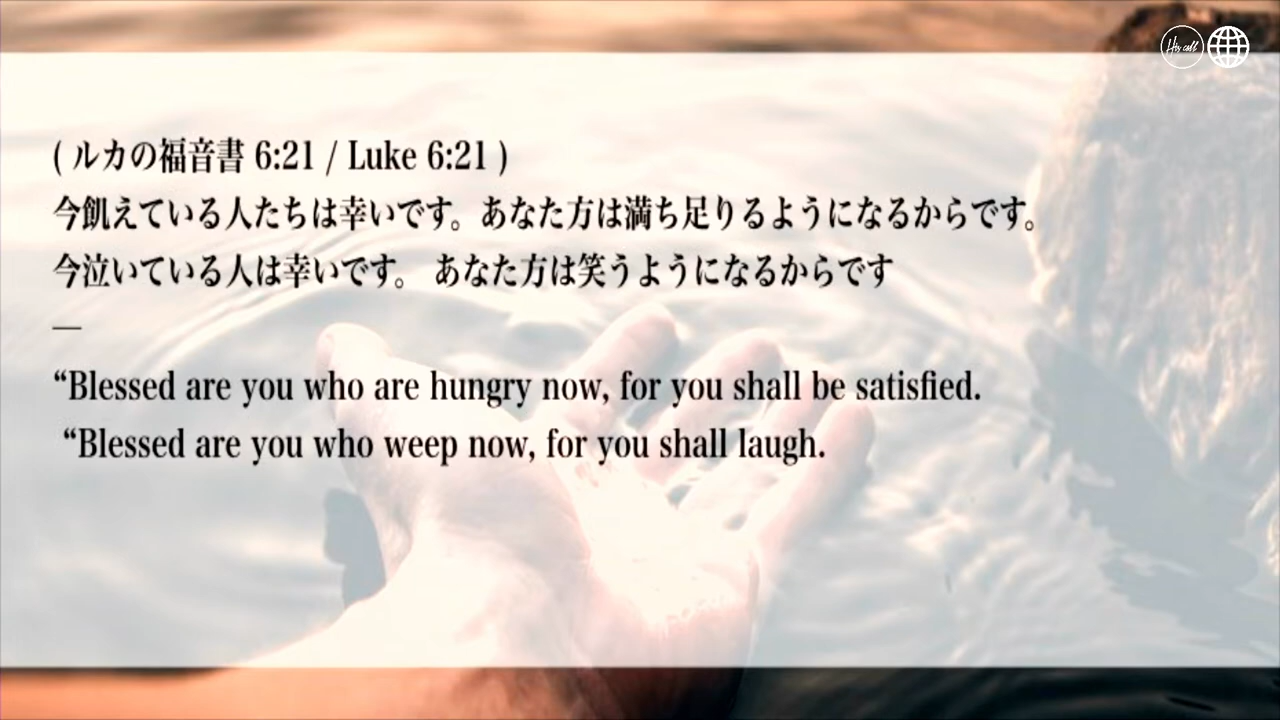 His call
( ルカの福音書 6:21 / Luke 6:21 )
今飢えている人たちは幸いです。あなた方は満ち足りるようになるからです。
今泣いている人は幸いです。 あなた方は笑うようになるからです
—
“Blessed are you who are hungry now, for you shall be satisfied.
“Blessed are you who weep now, for you shall laugh.